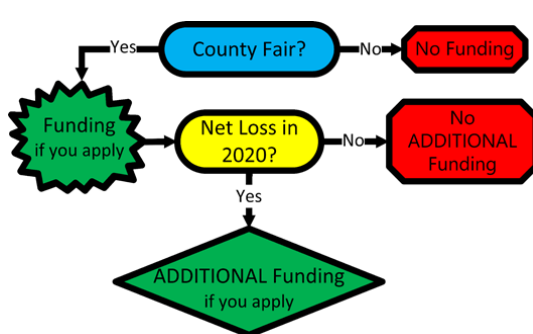 Yes
County Fair?
No
No Funding
Funding
if you apply
Net Loss in
2020?
No
No
ADDITIONAL
Funding
Yes
ADDITIONAL Funding
if you apply